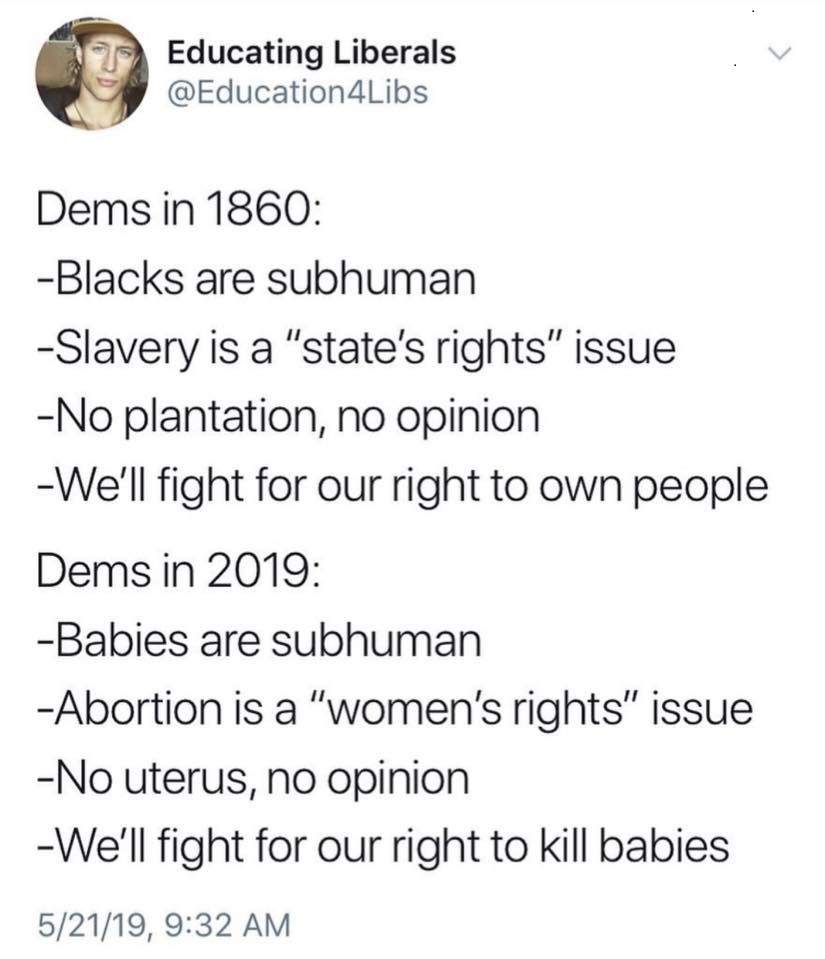 Educating Liberals
@Education4Libs
Dems in 1860:
-Blacks are subhuman
-Slavery is a “state’s rights” issue
-No plantation, no opinion
-We’ll fight for our right to own people
Dems in 2019:
-Babies are subhuman
-Abortion is a “women’s rights” issue
-No uterus, no opinion
-We’ll fight for our right to kill babies
5/21/19, 9:32 AM